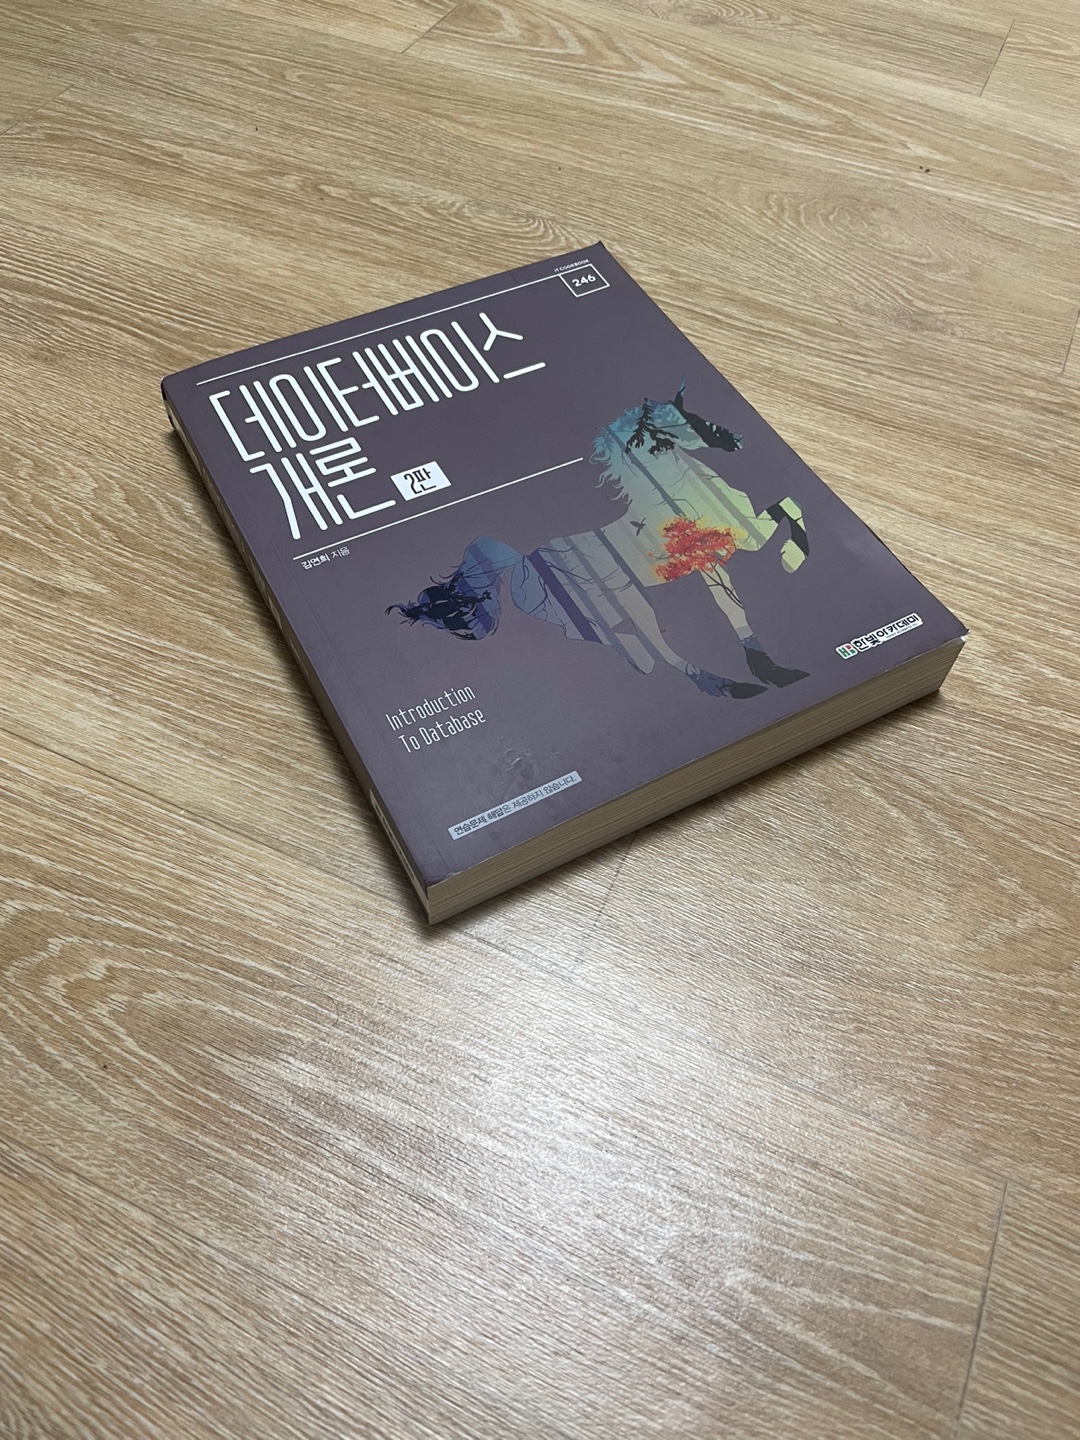 IT COOKBOOK
246
데이터베이스
개론 2판
김연희 지음
Introduction
To Database
한빛아카데미
연습문제 해답은 제공하지 않습니다.